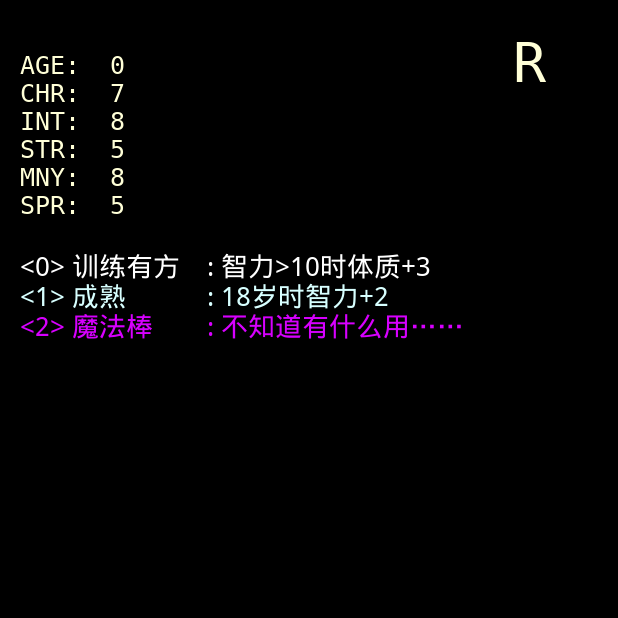 R
AGE: 0
CHR: 7
INT: 8
STR: 5
MNY: 8
SPR: 5
<0> 训练有方 : 智力>10时体质+3
<1> 成熟 : 18岁时智力+2
<2> 魔法棒 : 不知道有什么用……